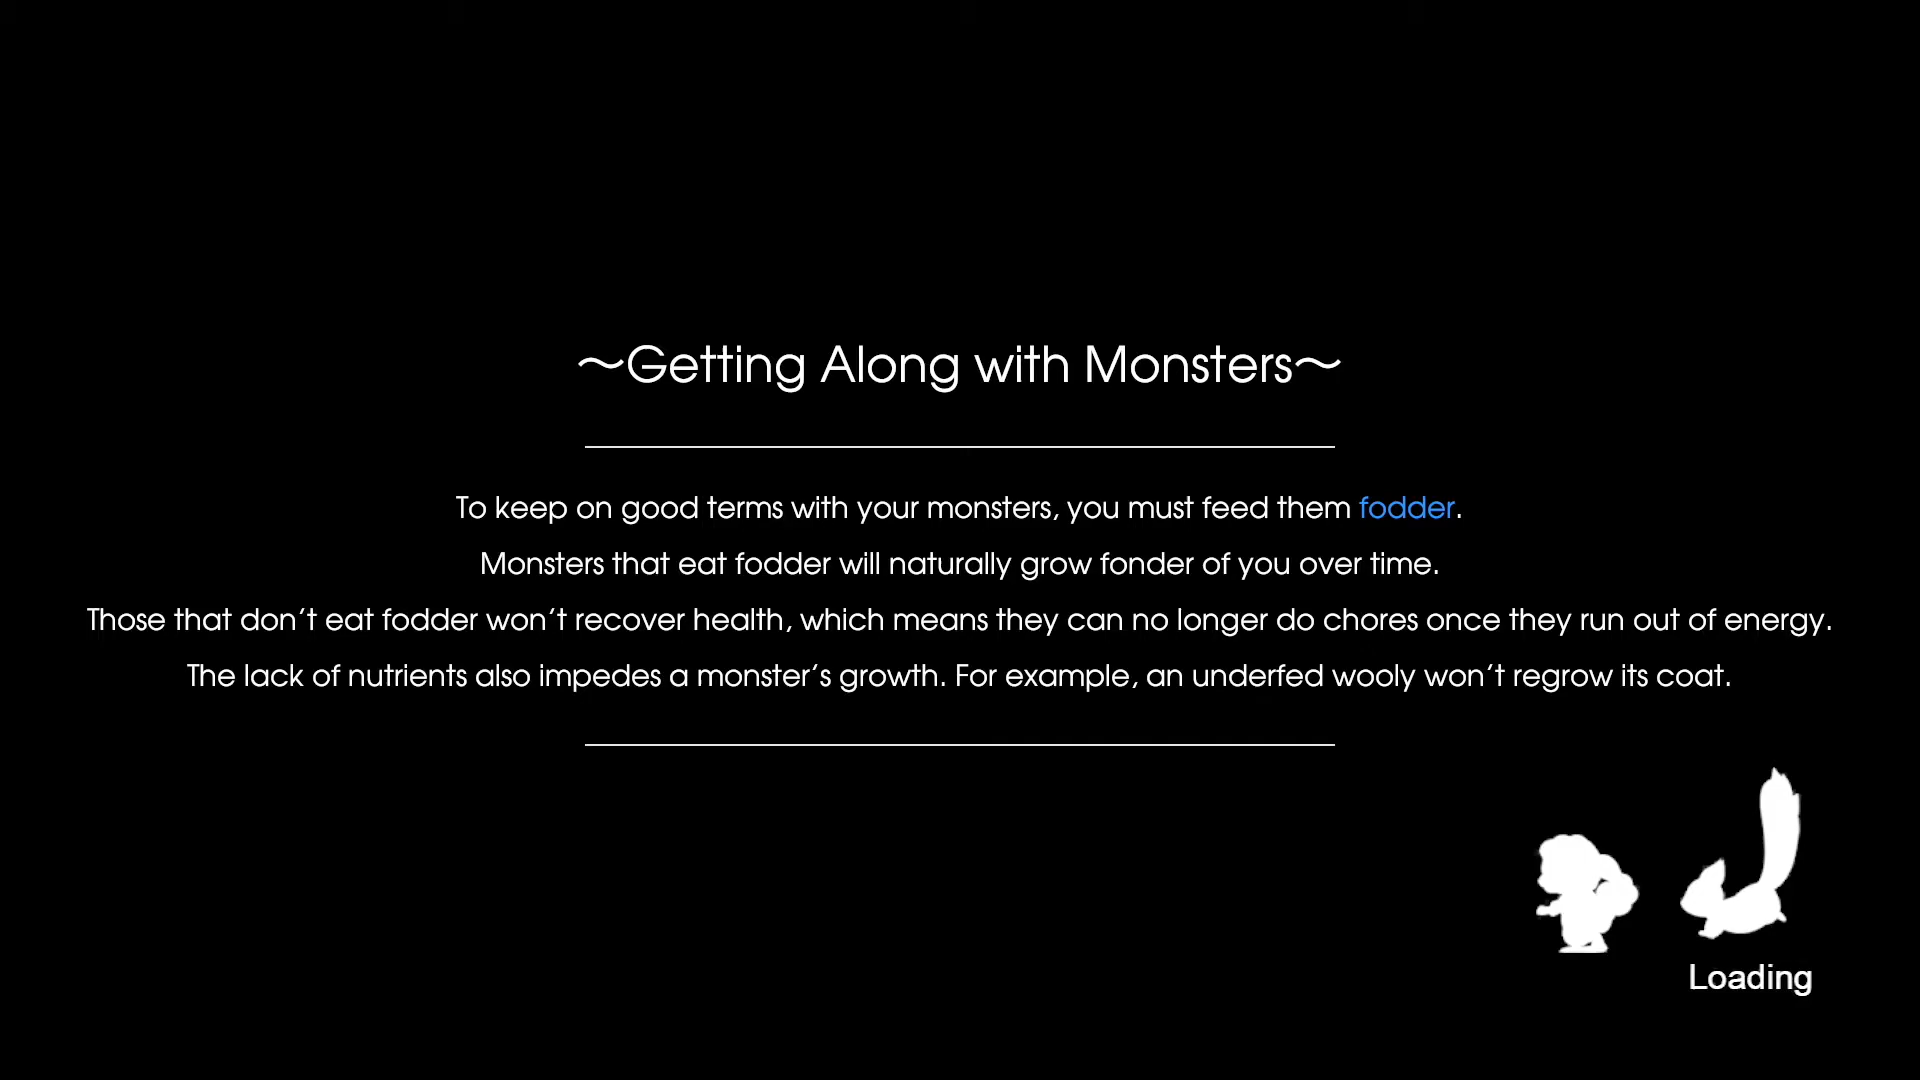 ～Getting Along with Monsters～
To keep on good terms with your monsters, you must feed them fodder.
Monsters that eat fodder will naturally grow fonder of you over time.
Those that don’t eat fodder won’t recover health, which means they can no longer do chores once they run out of energy.
The lack of nutrients also impedes a monster’s growth. For example, an underfed wooly won’t regrow its coat.
Loading